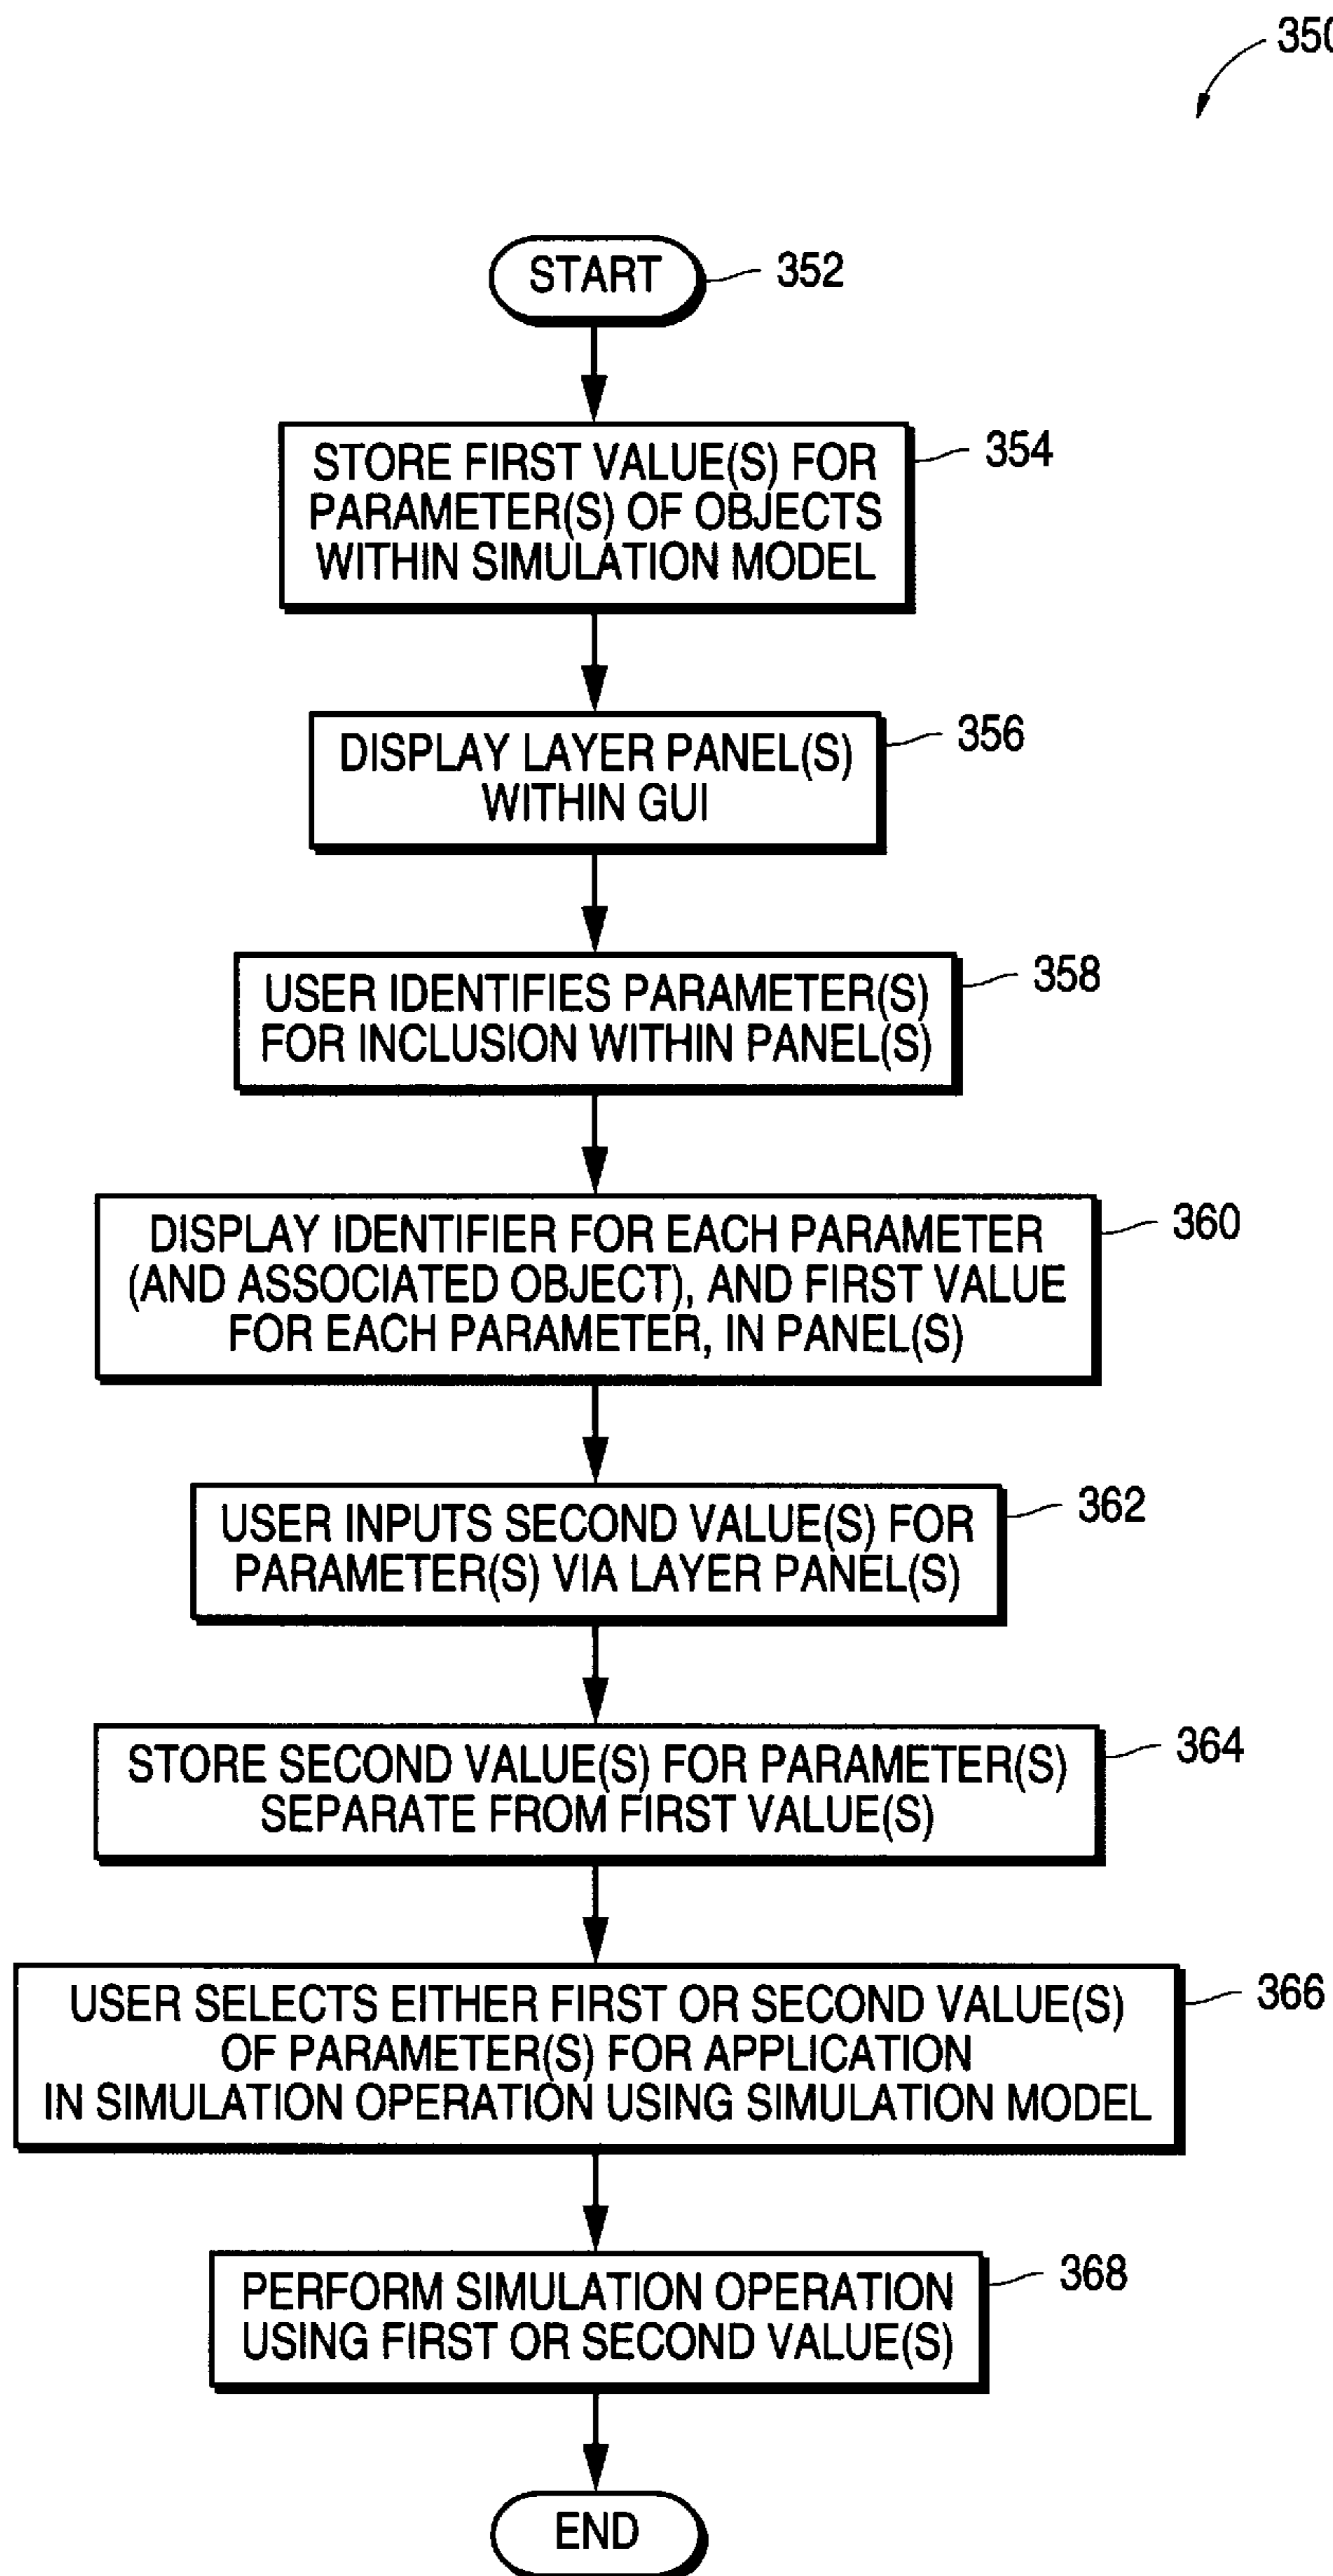 350
START
352
STORE FIRST VALUE(S) FOR
PARAMETER(S) OF OBJECTS
WITHIN SIMULATION MODEL
354
DISPLAY LAYER PANEL(S)
WITHIN GUI
356
USER IDENTIFIES PARAMETER(S)
FOR INCLUSION WITHIN PANEL(S)
358
DISPLAY IDENTIFIER FOR EACH PARAMETER
(AND ASSOCIATED OBJECT), AND FIRST VALUE
FOR EACH PARAMETER, IN PANEL(S)
360
USER INPUTS SECOND VALUE(S) FOR
PARAMETER(S) VIA LAYER PANEL(S)
362
STORE SECOND VALUE(S) FOR PARAMETER(S)
SEPARATE FROM FIRST VALUE(S)
364
USER SELECTS EITHER FIRST OR SECOND VALUE(S)
OF PARAMETER(S) FOR APPLICATION
IN SIMULATION OPERATION USING SIMULATION MODEL
366
PERFORM SIMULATION OPERATION
USING FIRST OR SECOND VALUE(S)
368
END